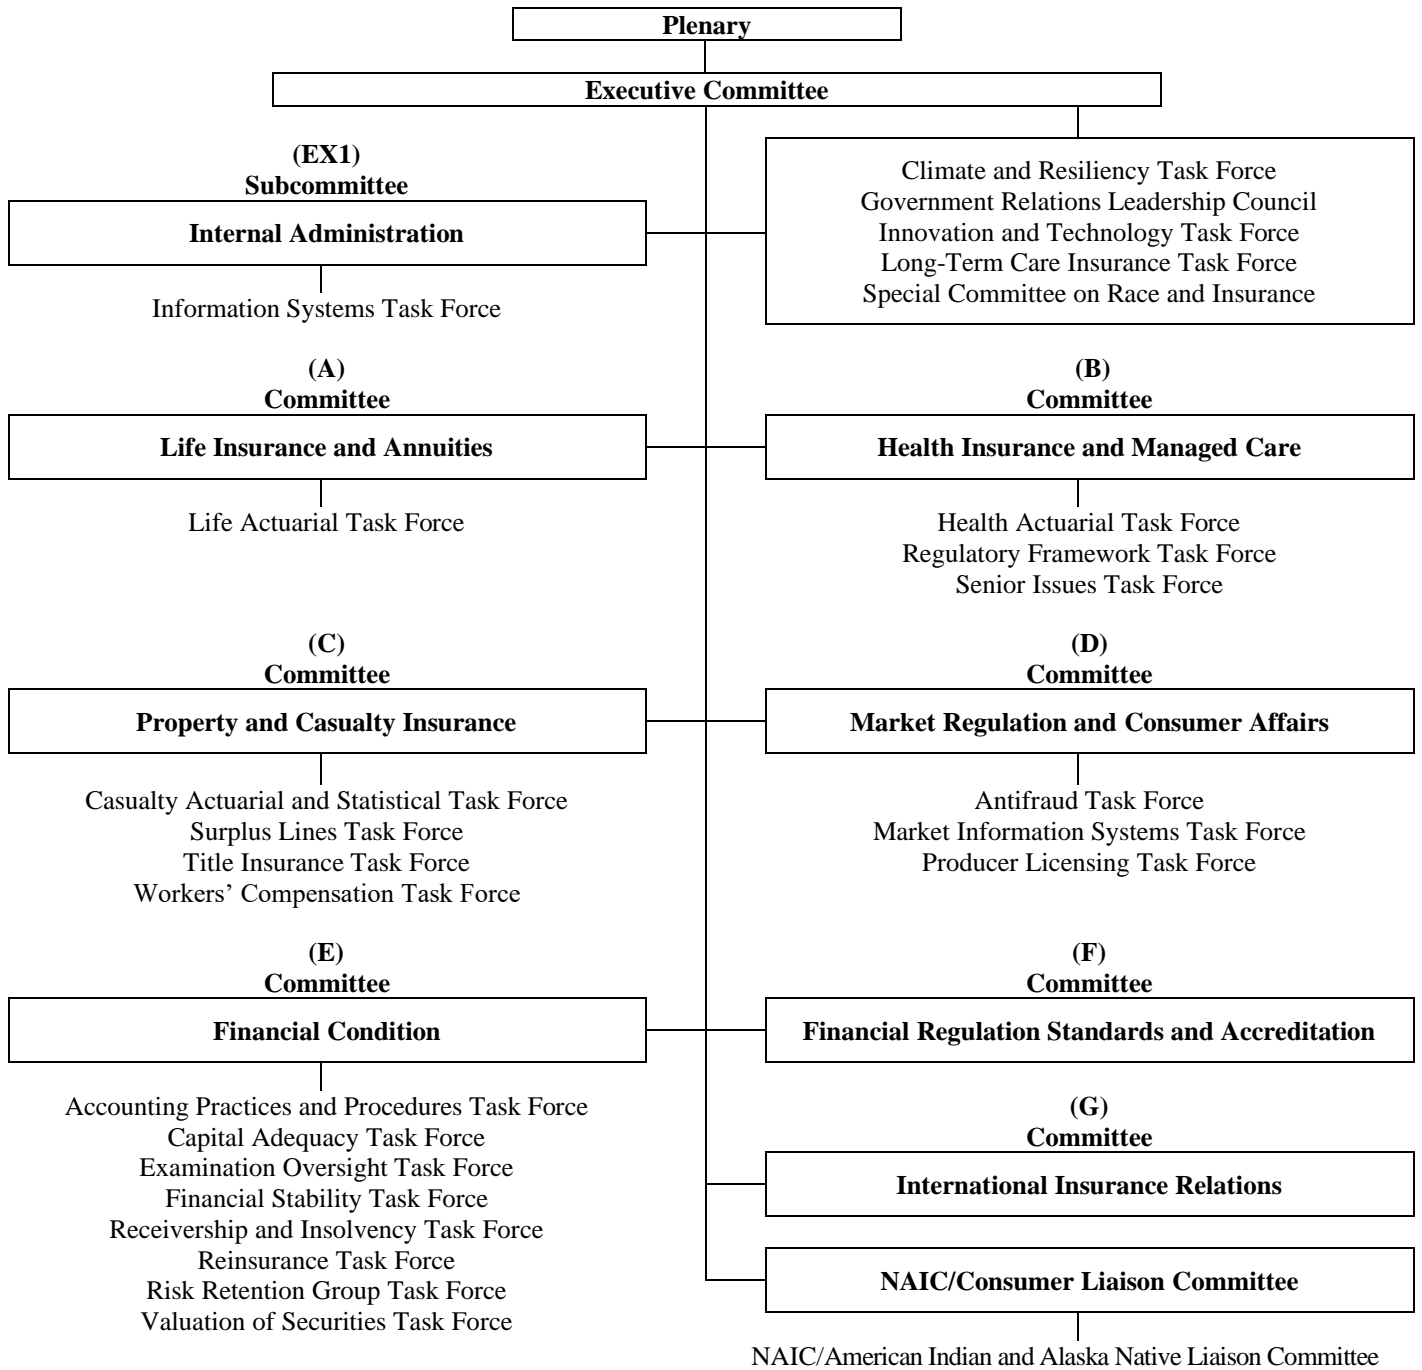 Plenary
Executive Committee
(EX1)
Subcommittee
Internal Administration
Information Systems Task Force
Climate and Resiliency Task Force
Government Relations Leadership Council
Innovation and Technology Task Force
Long-Term Care Insurance Task Force
Special Committee on Race and Insurance
(A)
Committee
Life Insurance and Annuities
Life Actuarial Task Force
(B)
Committee
Health Insurance and Managed Care
Health Actuarial Task Force
Regulatory Framework Task Force
Senior Issues Task Force
(C)
Committee
Property and Casualty Insurance
Casualty Actuarial and Statistical Task Force
Surplus Lines Task Force
Title Insurance Task Force
Workers’ Compensation Task Force
(D)
Committee
Market Regulation and Consumer Affairs
Antifraud Task Force
Market Information Systems Task Force
Producer Licensing Task Force
(E)
Committee
Financial Condition
Accounting Practices and Procedures Task Force
Capital Adequacy Task Force
Examination Oversight Task Force
Financial Stability Task Force
Receivership and Insolvency Task Force
Reinsurance Task Force
Risk Retention Group Task Force
Valuation of Securities Task Force
(F)
Committee
Financial Regulation Standards and Accreditation
(G)
Committee
International Insurance Relations
NAIC/Consumer Liaison Committee
NAIC/American Indian and Alaska Native Liaison Committee